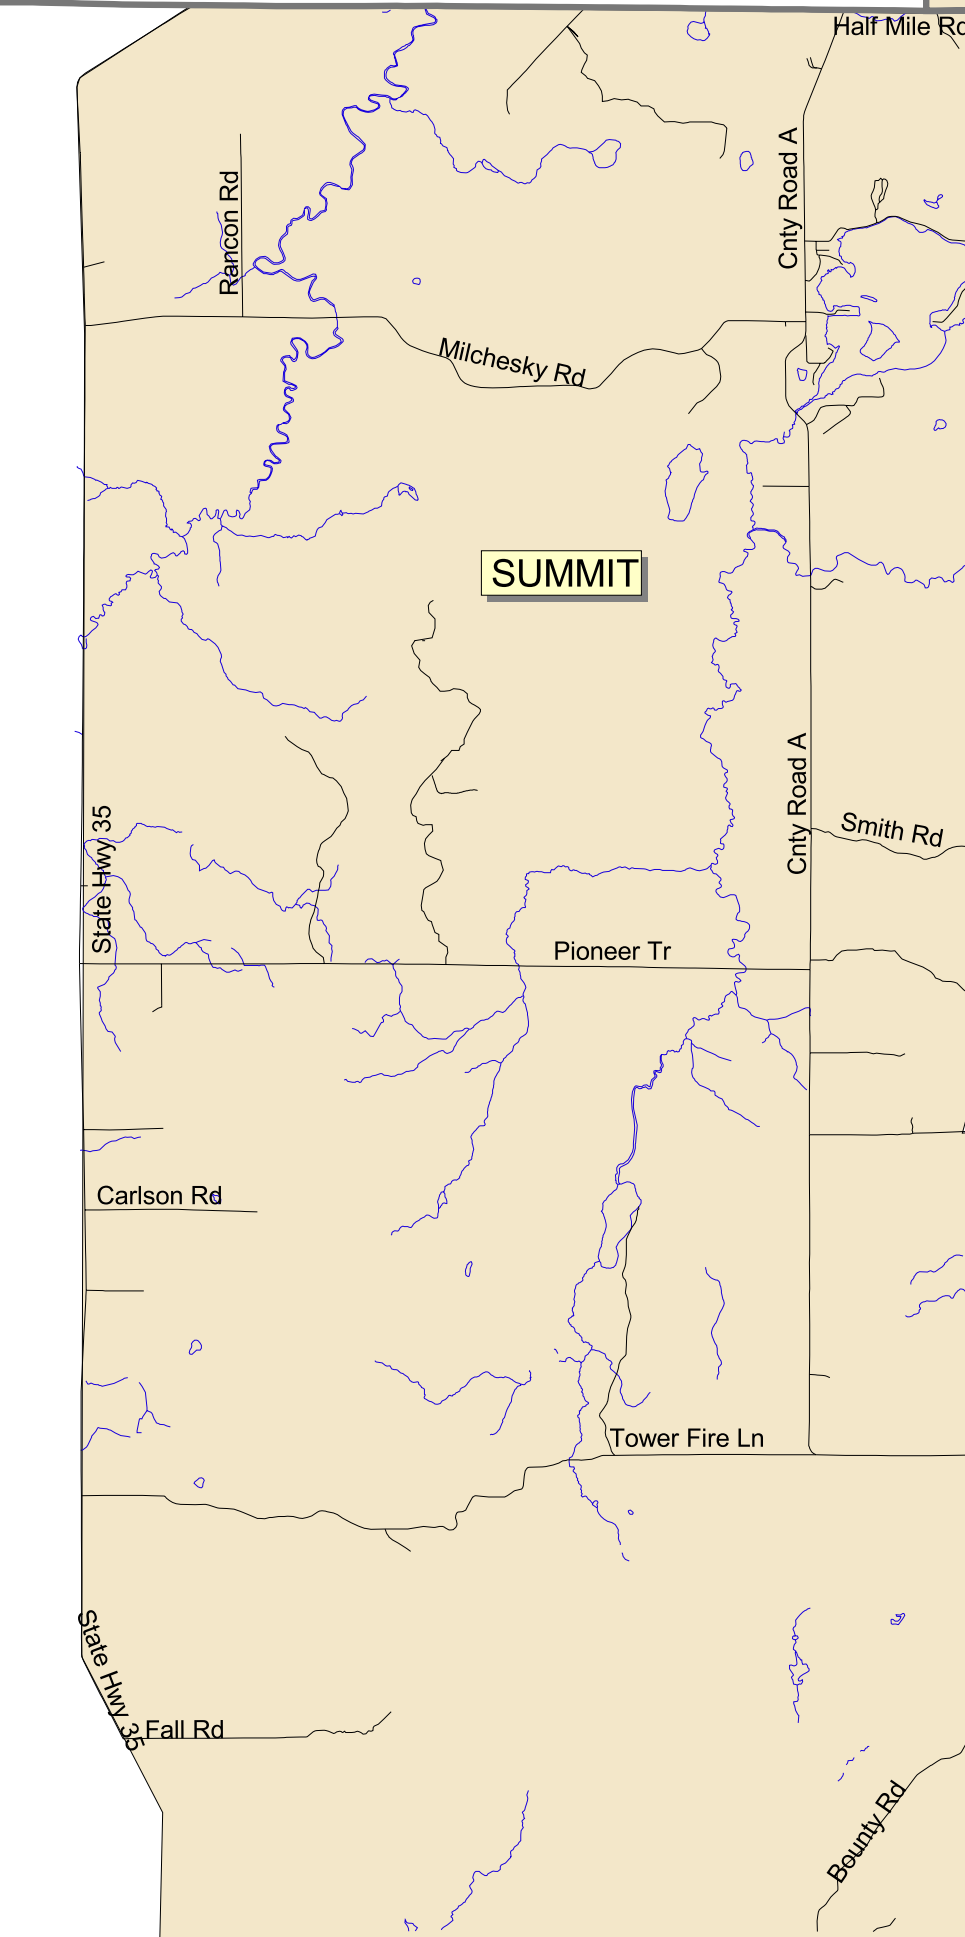 Half Mile Rd
Cnty Road A
Rancon Rd
Milchesky Rd
SUMMIT
Cnty Road A
State Hwy 35
Smith Rd
Pioneer Tr
Carlson Rd
Tower Fire Ln
State Hwy 35
Fall Rd
Bounty Rd